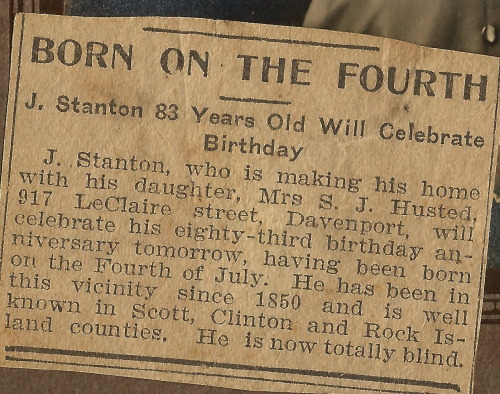 BORN ON THE FOURTH
J. Stanton 83 Years Old Will Celebrate
Birthday
J. Stanton, who is making his home
with his daughter, Mrs S. J. Husted,
917 LeClaire street, Davenport, will
celebrate his eighty-third birthday an-
niversary tomorrow, having been born
on the Fourth of July. He has been in
this vicinity since 1850 and is well
known in Scott, Clinton and Rock Is-
land counties. He is now totally blind.